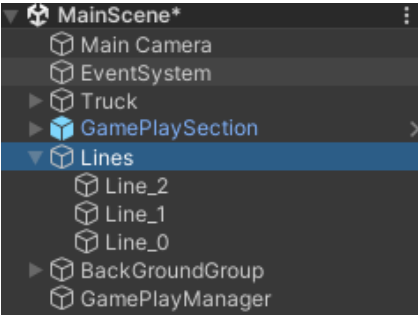 MainScene*
Main Camera
EventSystem
Truck
GamePlaySection
Lines
Line_2
Line_1
Line_0
BackGroundGroup
GamePlayManager